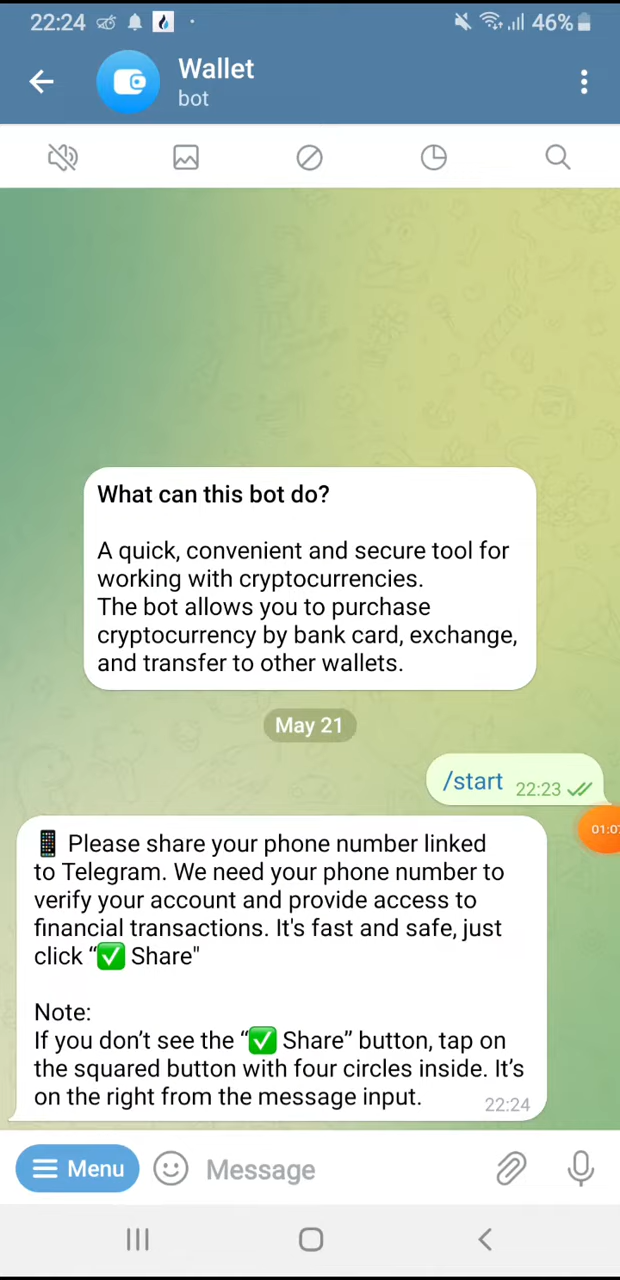 22:24 46%
Wallet
bot
What can this bot do?
A quick, convenient and secure tool for
working with cryptocurrencies.
The bot allows you to purchase
cryptocurrency by bank card, exchange,
and transfer to other wallets.
May 21
/start 22:23
01:07
📱 Please share your phone number linked
to Telegram. We need your phone number to
verify your account and provide access to
financial transactions. It's fast and safe, just
click “✅ Share"
Note:
If you don’t see the “✅ Share” button, tap on
the squared button with four circles inside. It’s
on the right from the message input. 22:24
Menu Message